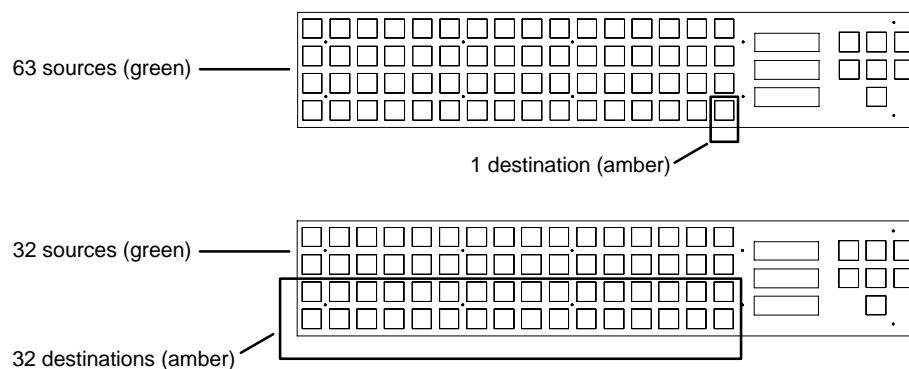 63 sources (green)
1 destination (amber)
32 sources (green)
32 destinations (amber)